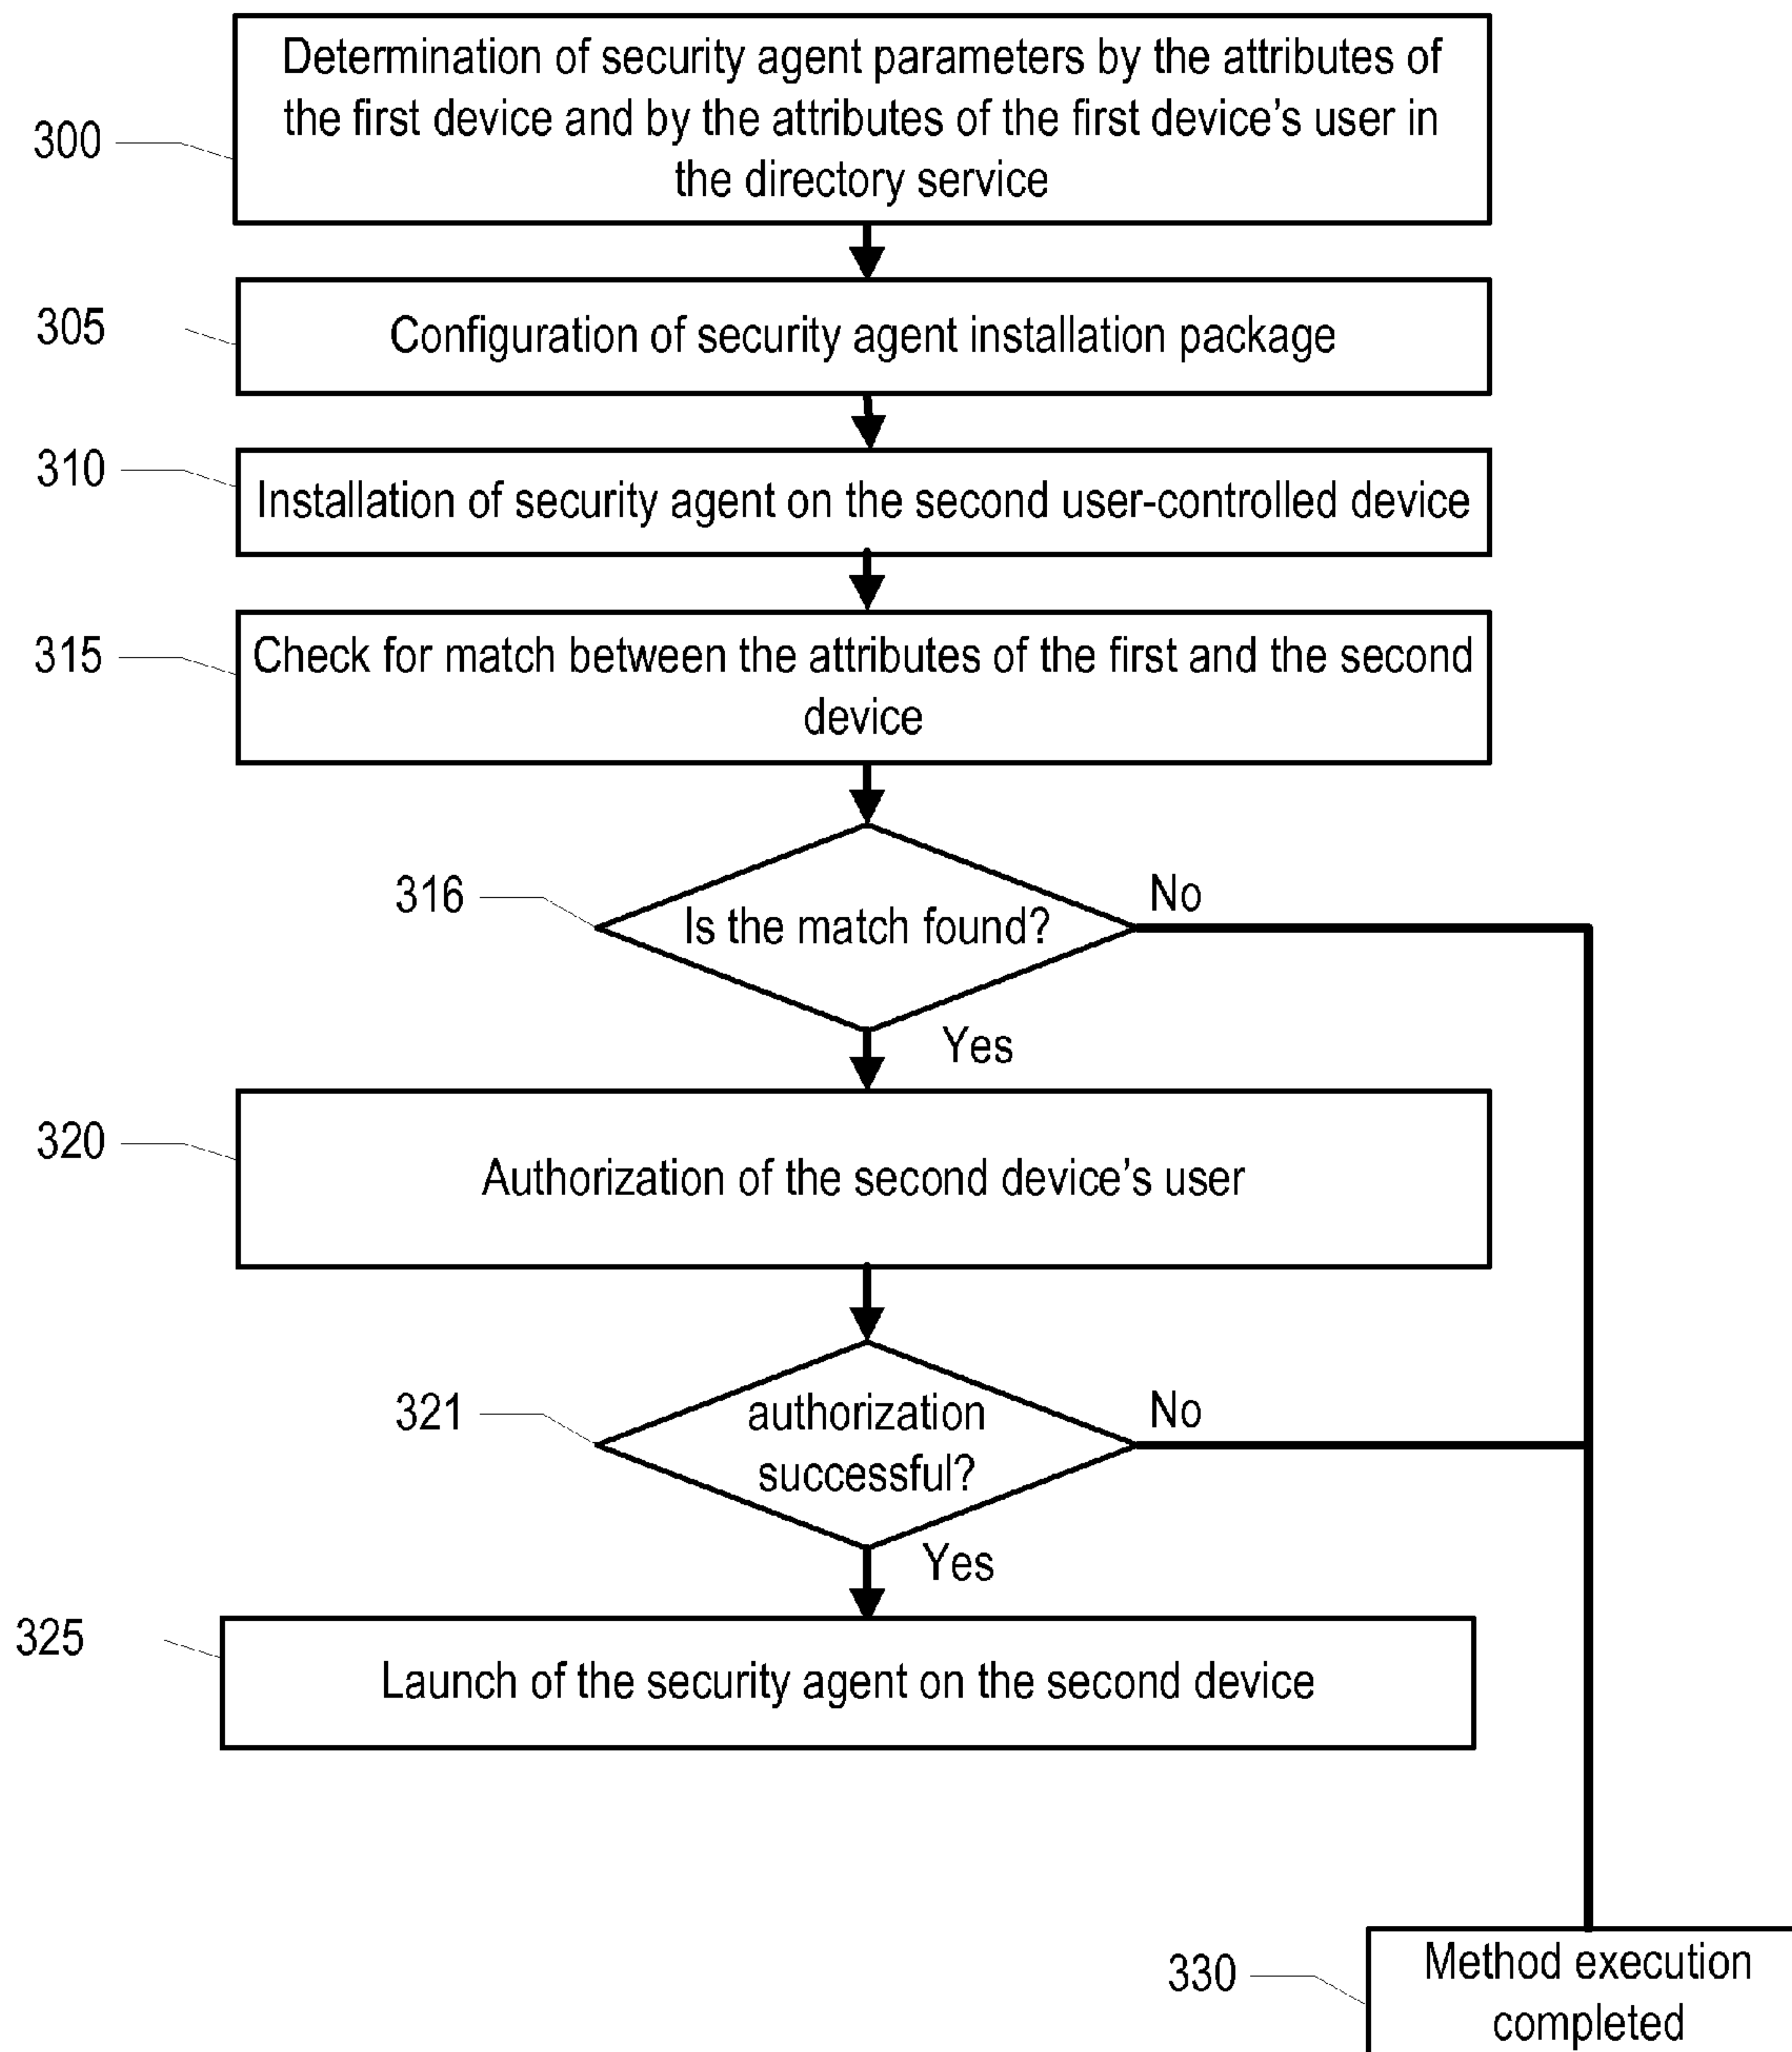 Determination of security agent parameters by the attributes of
the first device and by the attributes of the first device's user in
the directory service
300
305
Configuration of security agent installation package
310
Installation of security agent on the second user-controlled device
315
Check for match between the attributes of the first and the second
device
316
Is the match found?
No
Yes
320
Authorization of the second device's user
321
authorization
successful?
No
Yes
325
Launch of the security agent on the second device
330
Method execution
completed